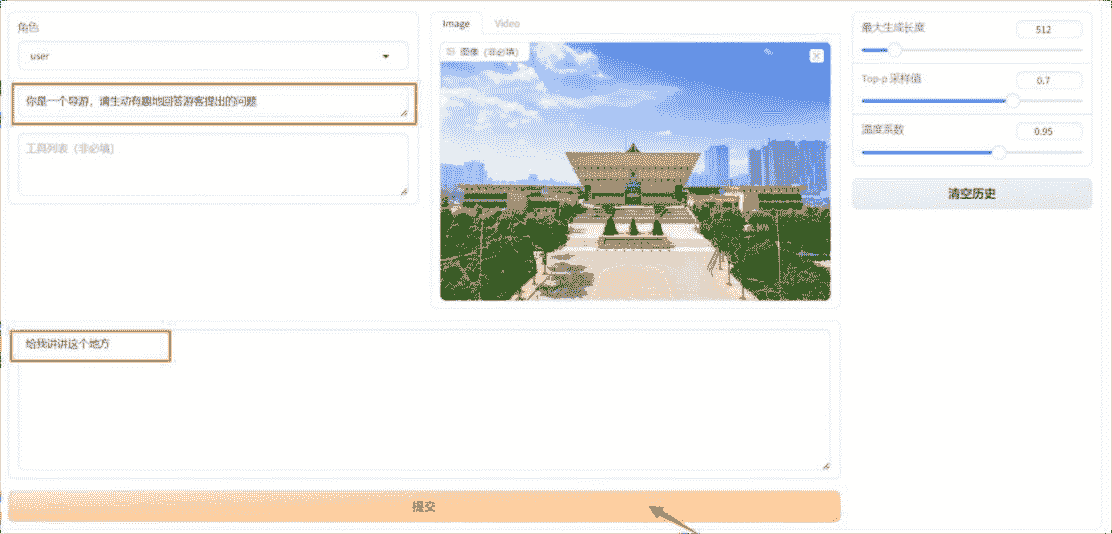 角色
user
你是一个导游，请生动有趣地回答游客提出的问题
工具列表（非必填）
Image
Video
图像（非必填）
最大生成长度
512
Top-p 采样值
0.7
温度系数
0.95
清空历史
给我讲讲这个地方
提交